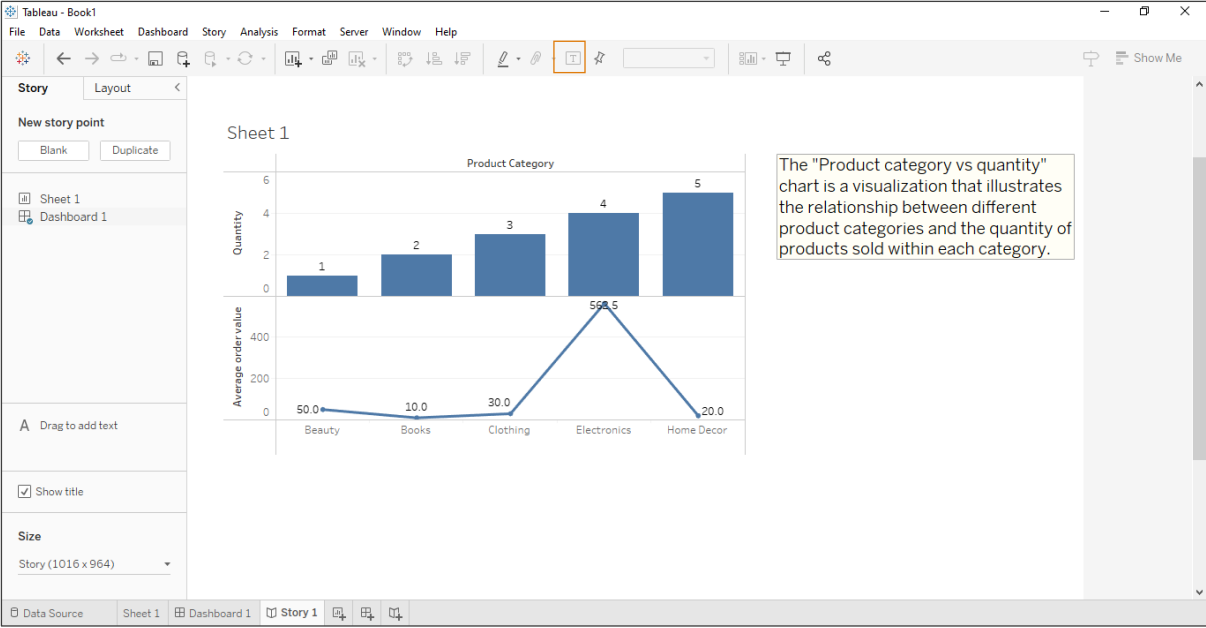 Tableau - Book1
File Data Worksheet Dashboard Story Analysis Format Server Window Help
T
Show Me
Story Layout
New story point
Blank Duplicate
Sheet 1
Dashboard 1
A Drag to add text
Show title
Size
Story (1016 x 964)
Sheet 1
Product Category
Quantity
6
4
2
0
1
2
3
4
5
Average order value
400
200
0
50.0
10.0
30.0
20.0
Beauty Books Clothing Electronics Home Decor
The "Product category vs quantity"
chart is a visualization that illustrates
the relationship between different
product categories and the quantity of
products sold within each category.
Data Source Sheet 1 Dashboard 1 Story 1